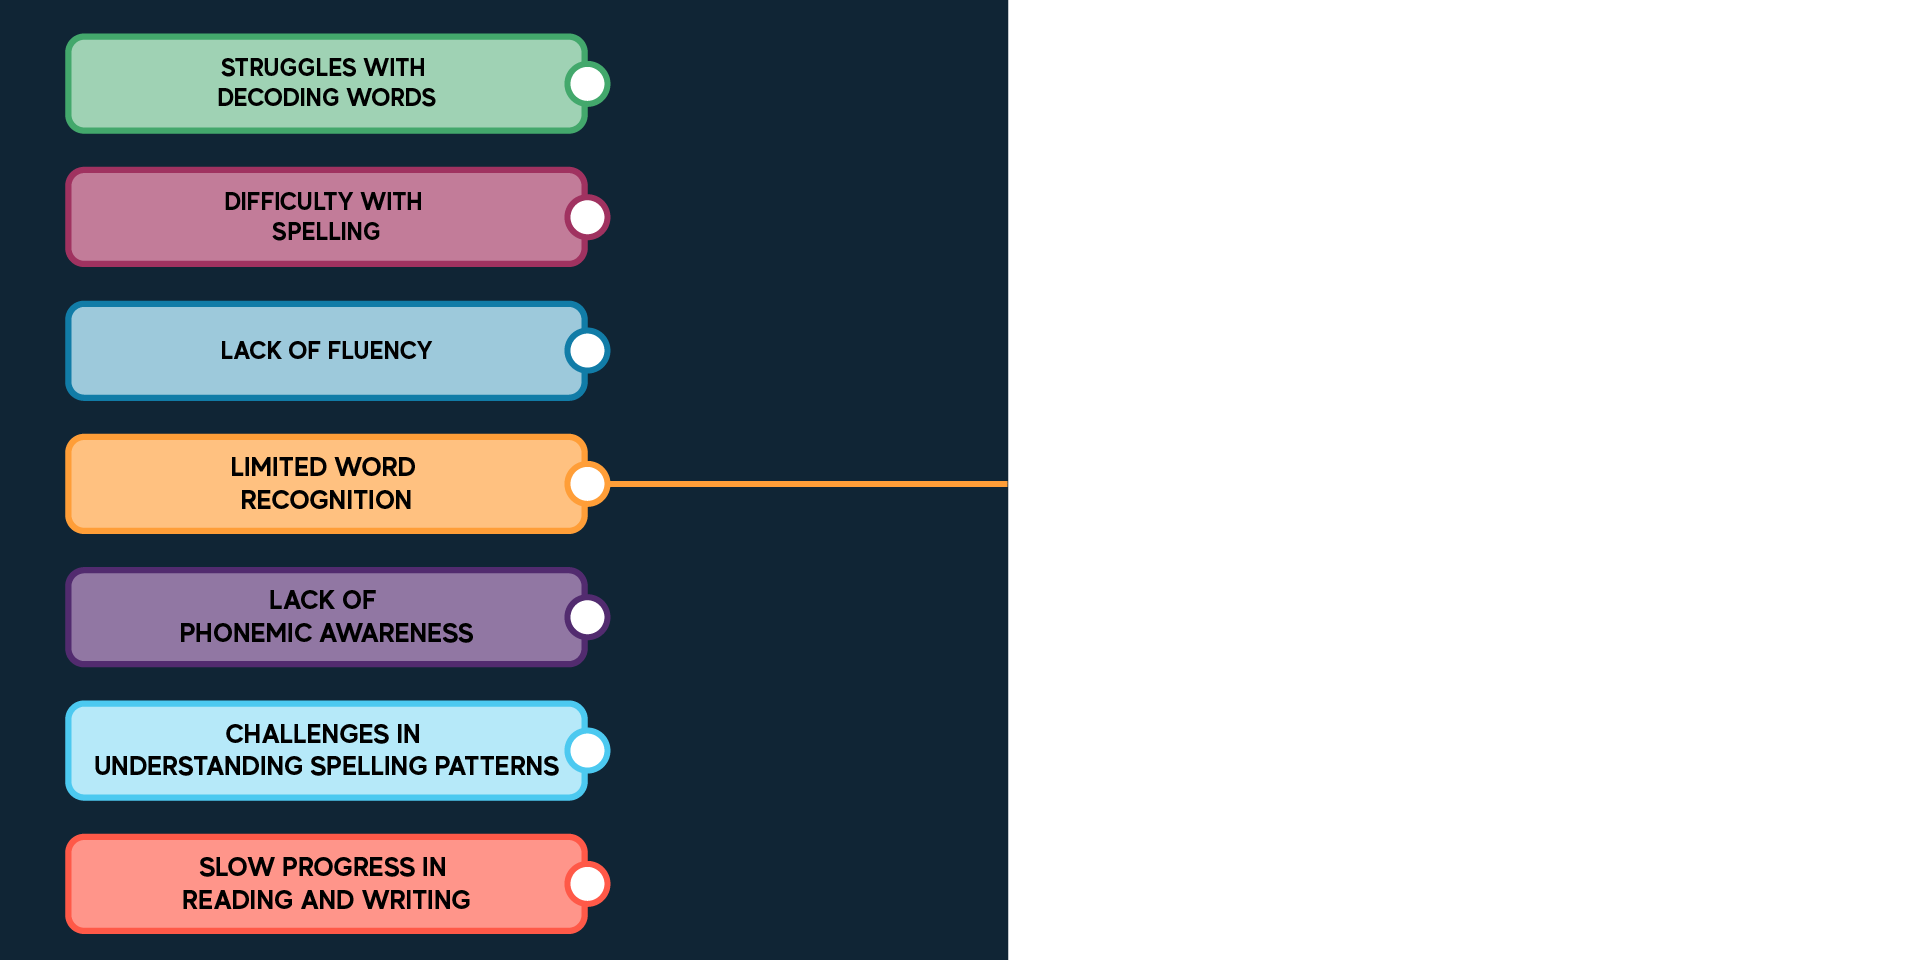 STRUGGLES WITH
DECODING WORDS
DIFFICULTY WITH
SPELLING
LACK OF FLUENCY
LIMITED WORD
RECOGNITION
LACK OF
PHONEMIC AWARENESS
CHALLENGES IN
UNDERSTANDING SPELLING PATTERNS
SLOW PROGRESS IN
READING AND WRITING